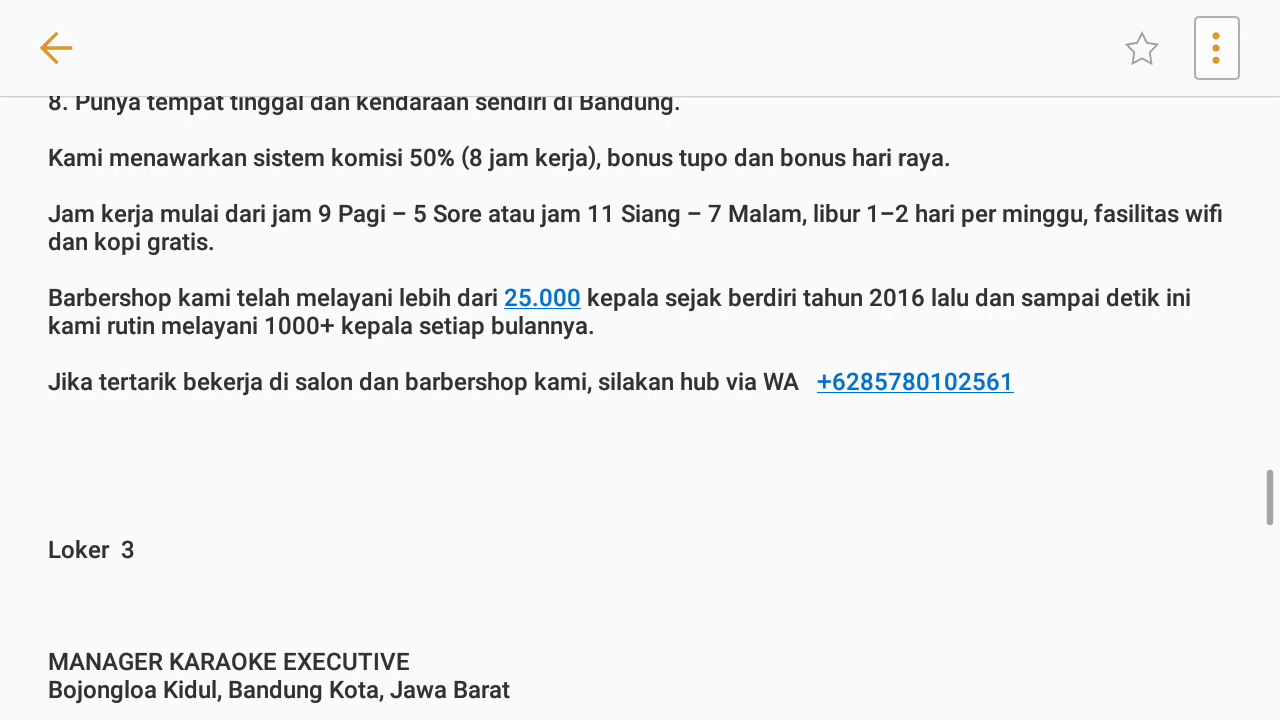 8. Punya tempat tinggal dan kendaraan sendiri di Bandung.
Kami menawarkan sistem komisi 50% (8 jam kerja), bonus tupo dan bonus hari raya.
Jam kerja mulai dari jam 9 Pagi – 5 Sore atau jam 11 Siang – 7 Malam, libur 1–2 hari per minggu, fasilitas wifi
dan kopi gratis.
Barbershop kami telah melayani lebih dari 25.000 kepala sejak berdiri tahun 2016 lalu dan sampai detik ini
kami rutin melayani 1000+ kepala setiap bulannya.
Jika tertarik bekerja di salon dan barbershop kami, silakan hub via WA +6285780102561
Loker 3
MANAGER KARAOKE EXECUTIVE
Bojongloa Kidul, Bandung Kota, Jawa Barat